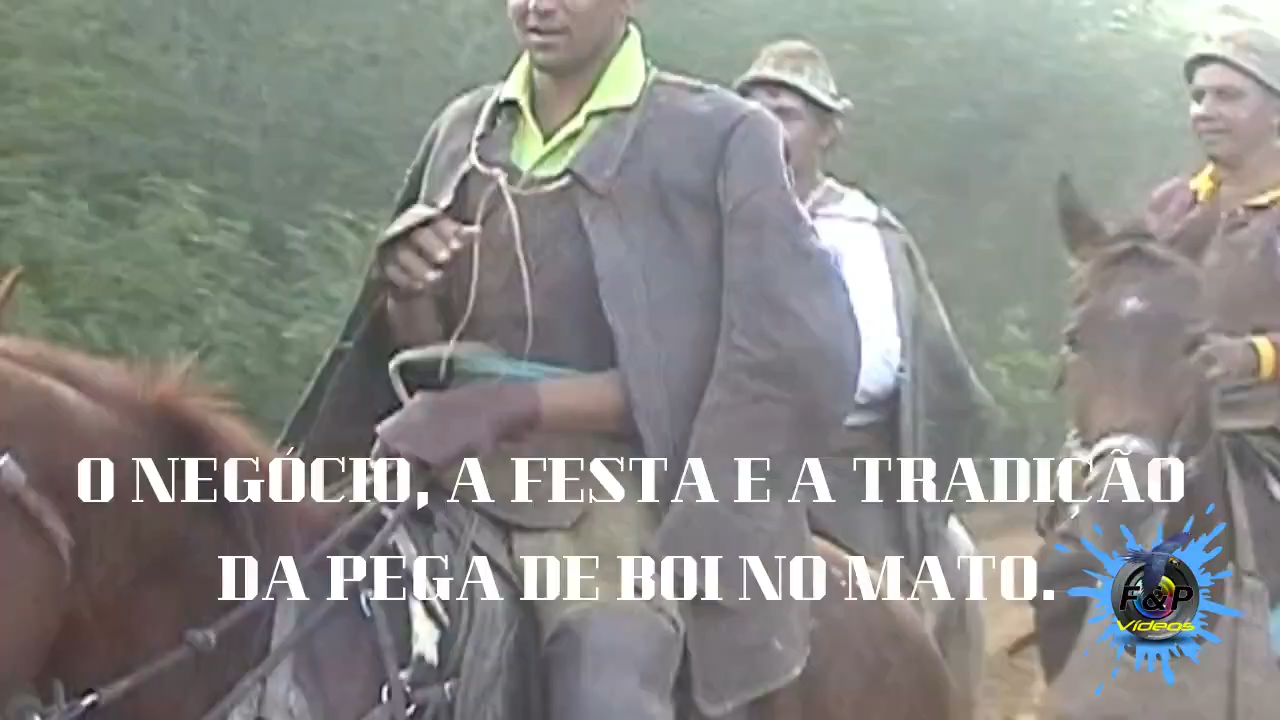 O NEGÓCIO, A FESTA E A TRADIÇÃO
DA PEGA DE BOI NO MATO.
F&P
Vídeos